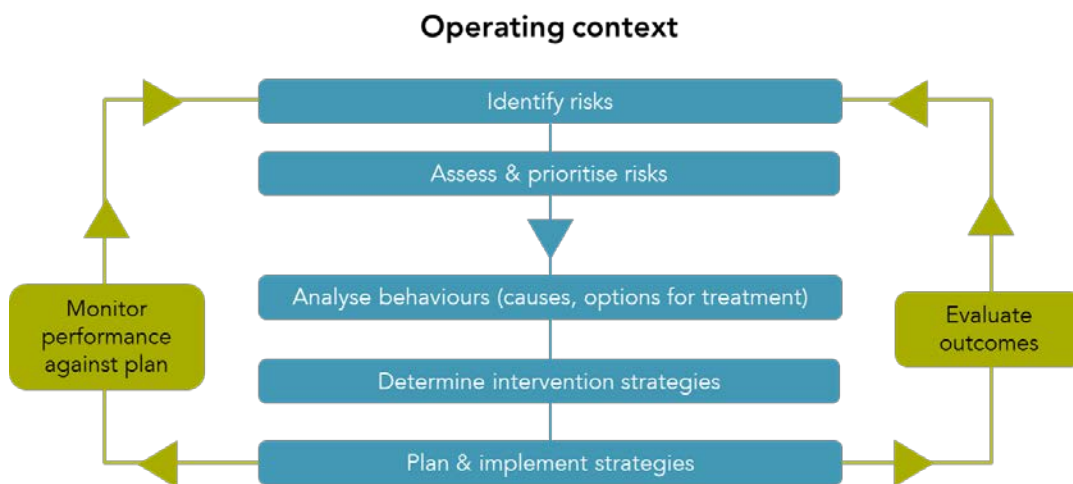 Operating context
Identify risks
Assess & prioritise risks
Analyse behaviours (causes, options for treatment)
Monitor
performance
against plan
Evaluate
outcomes
Determine intervention strategies
Plan & implement strategies